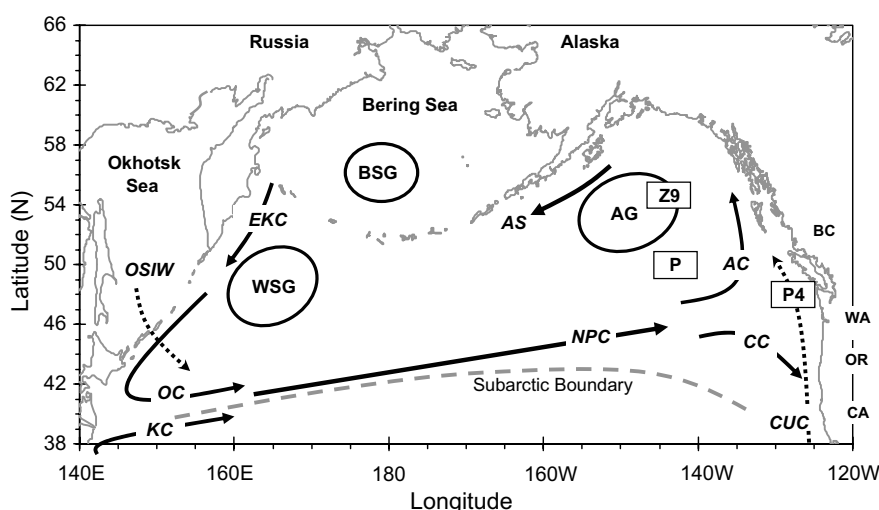 66
Russia
Alaska
62
Bering Sea
58
Okhotsk
Sea
BSG
54
Z9
EKC
AS
AG
BC
OSIW
50
P
AC
WSG
P4
46
WA
NPC
CC
OR
42
OC
Subarctic Boundary
CA
KC
CUC
38
140E
160E
180
160W
140W
120W
Latitude (N)
Longitude